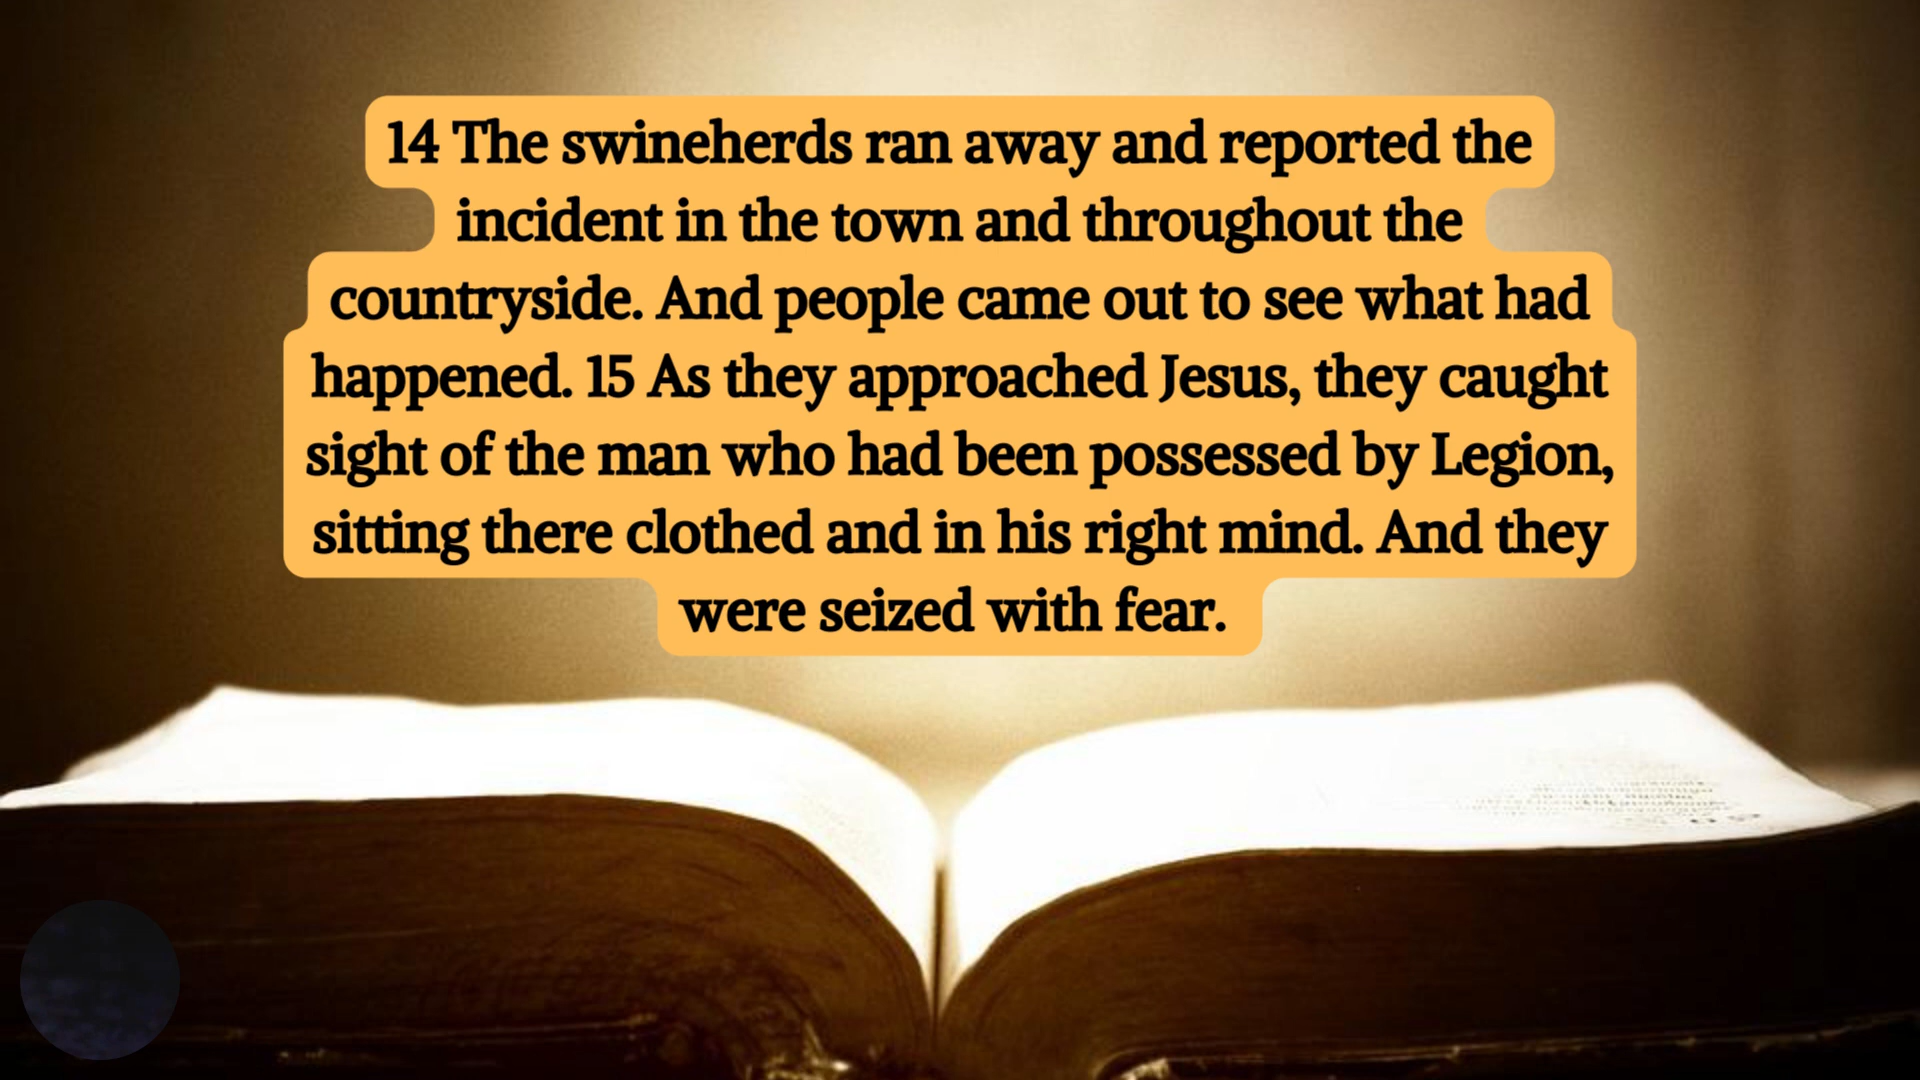 14 The swineherds ran away and reported the
incident in the town and throughout the
countryside. And people came out to see what had
happened. 15 As they approached Jesus, they caught
sight of the man who had been possessed by Legion,
sitting there clothed and in his right mind. And they
were seized with fear.